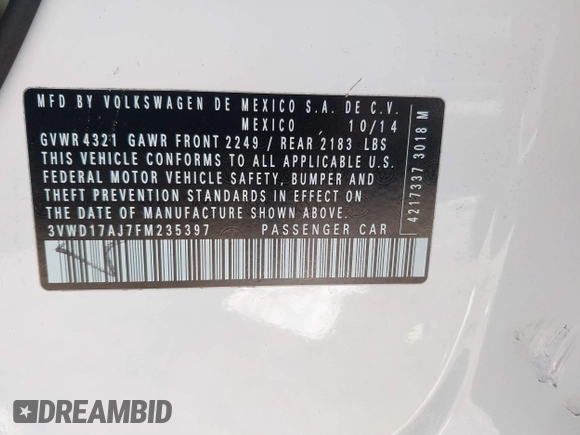 MFD BY VOLKSWAGEN DE MEXICO S.A. DE C.V.
MEXICO 10/14
GVWR 4321 GAWR FRONT 2249 / REAR 2183 LBS
THIS VEHICLE CONFORMS TO ALL APPLICABLE U.S.
FEDERAL MOTOR VEHICLE SAFETY, BUMPER AND
THEFT PREVENTION STANDARDS IN EFFECT ON
THE DATE OF MANUFACTURE SHOWN ABOVE.
3VWD17AJ7FM235397 PASSENGER CAR
4217337 3018 M
DREAMBID